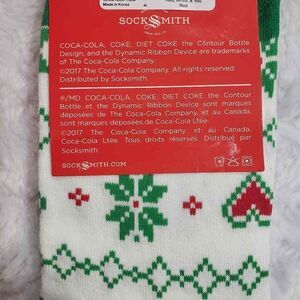 Made in Korea
Red
SOCKSMITH
COCA-COLA, COKE, DIET COKE the Contour Bottle
Design, and the Dynamic Ribbon Device are trademarks
of The Coca-Cola Company.
©2017 The Coca-Cola Company. All rights reserved.
Distributed by Socksmith.
®/MD COCA-COLA, COKE, DIET COKE the Contour
Bottle et the Dynamic Ribbon Device sont marques
déposées de The Coca-Cola Company, et au Canada,
sont marques déposées de Coca-Cola Ltée.
©2017 The Coca-Cola Company, et au Canada,
Coca-Cola Ltée. Tous droits réservés. Distribué par
Socksmith.
SOCKSMITH.COM